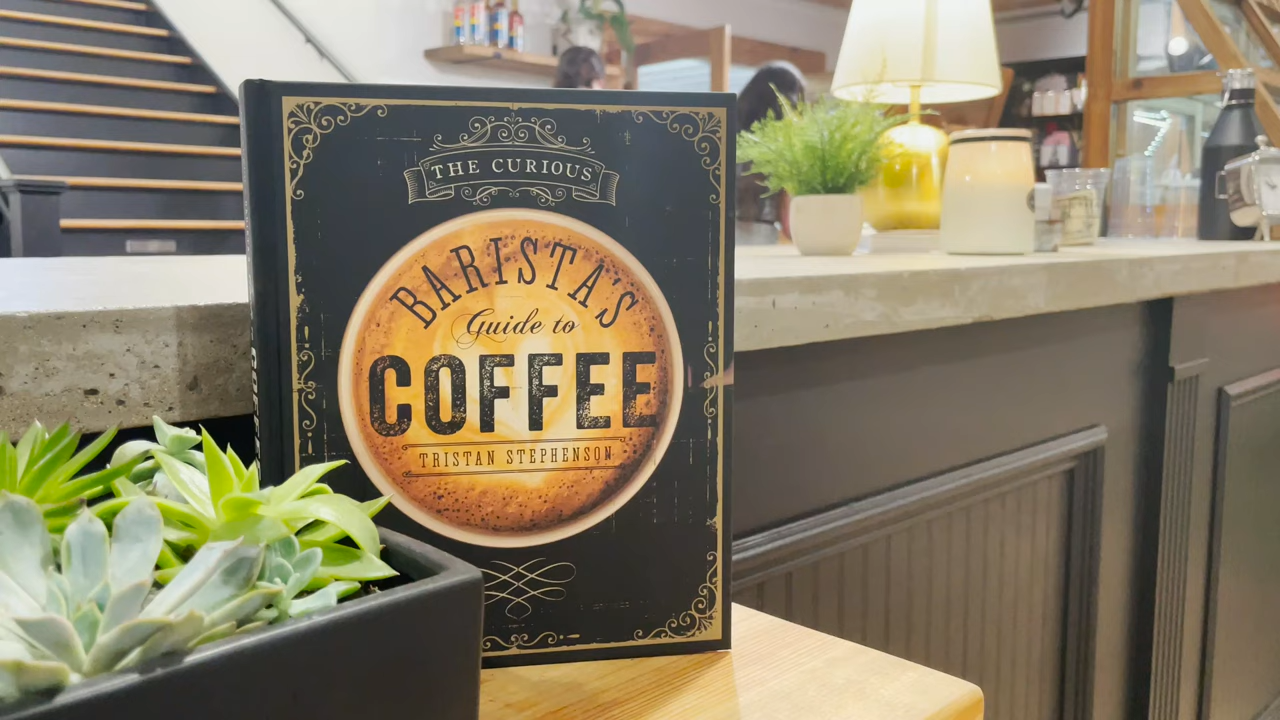 THE CURIOUS
BARISTA'S
Guide to
COFFEE
TRISTAN STEPHENSON